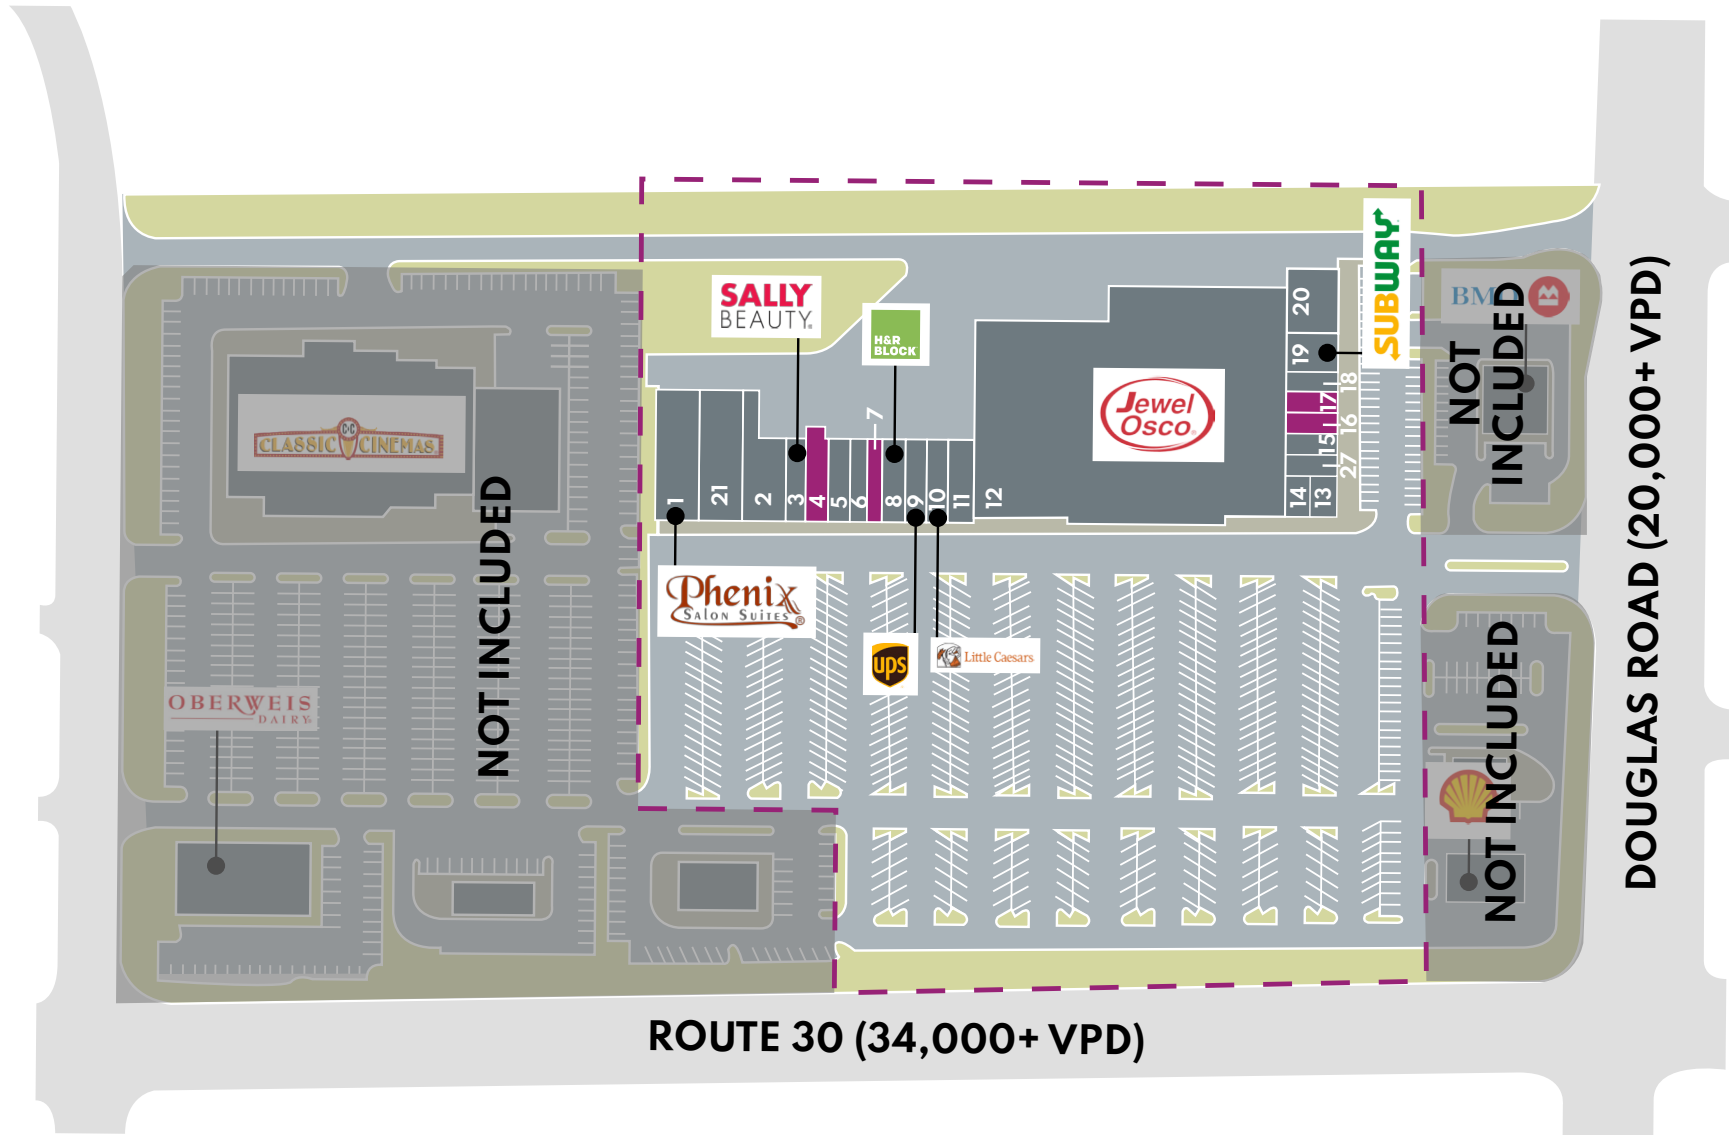 SALLY
BEAUTY
H&R
BLOCK
SUBWAY
BMO
NOT
INCLUDED
CLASSIC CINEMAS
Jewel
Osco
1
21
2
3
4
5
6
7
8
9
10
11
12
20
19
18
17
16
15
27
14
13
Phenix
SALON SUITES®
ups
Little Caesars
NOT INCLUDED
OBERWEIS
DAIRY
NOT INCLUDED
DOUGLAS ROAD (20,000+ VPD)
ROUTE 30 (34,000+ VPD)